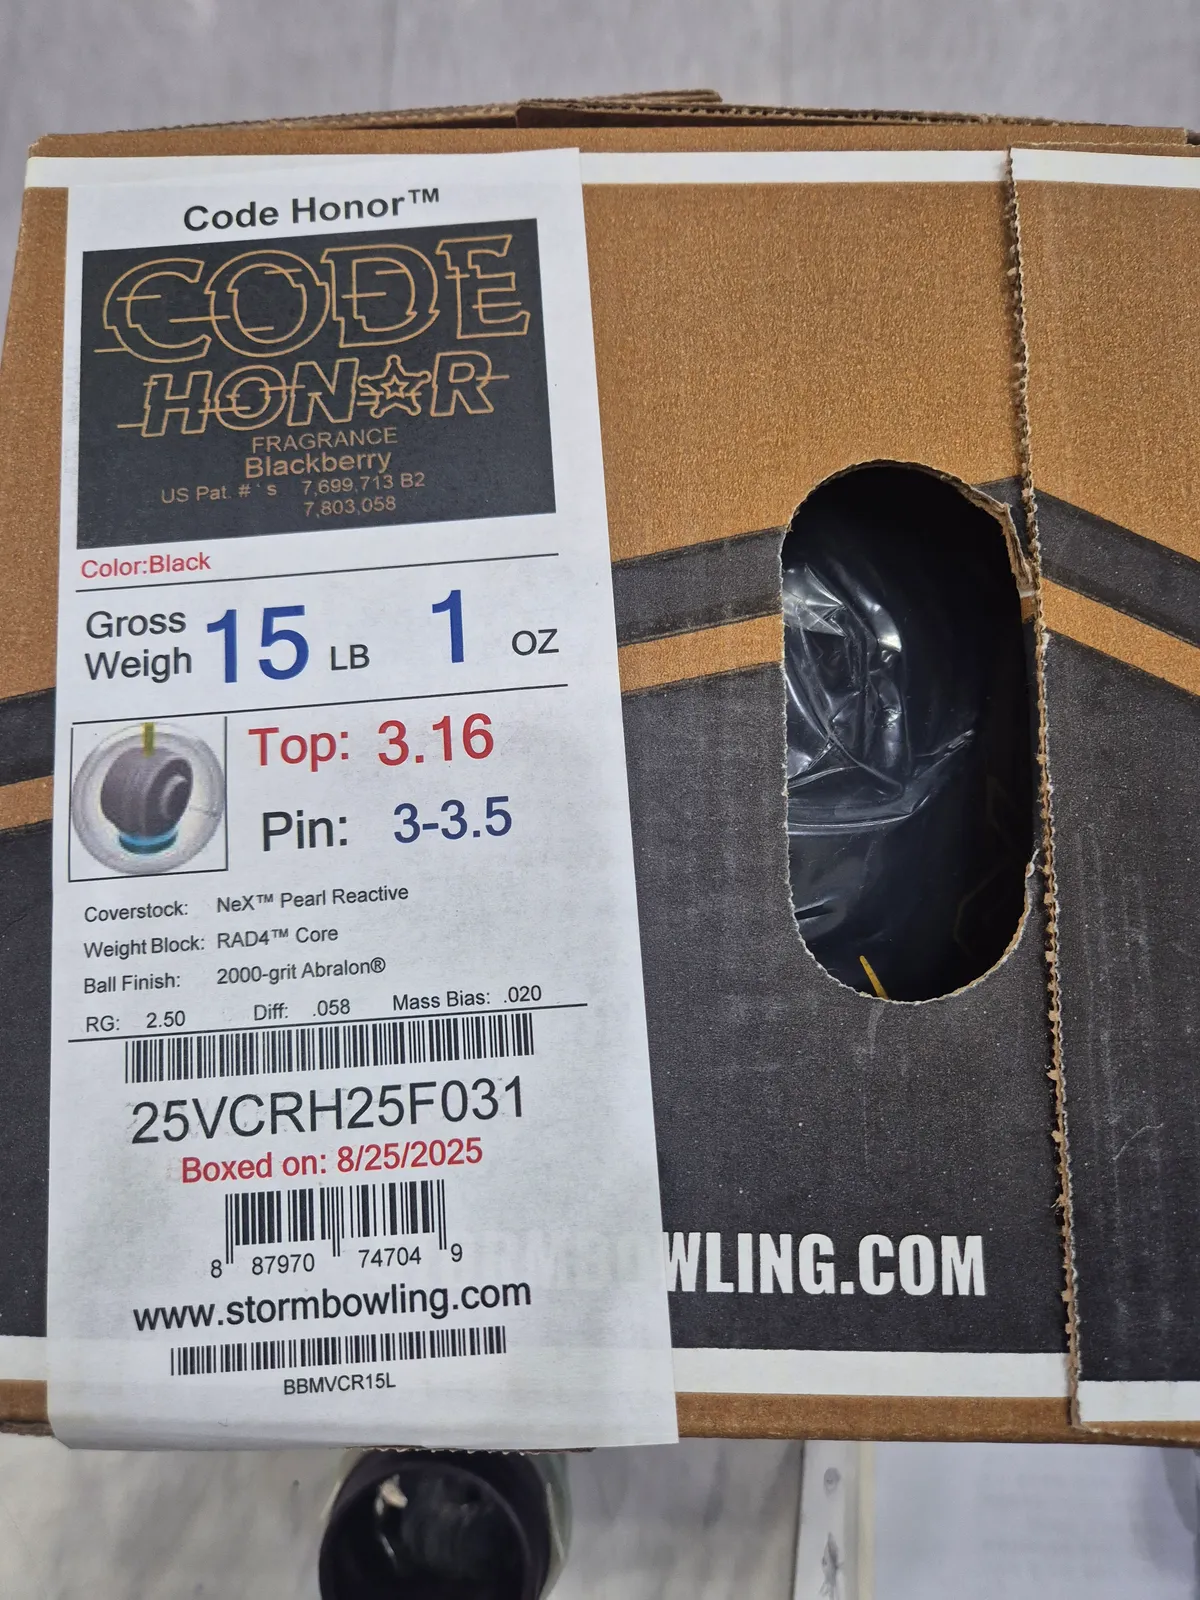 Code Honor™
CODE
HONOR
FRAGRANCE
Blackberry
US Pat. #`s 7,699,713 B2
7,803,058
Color:Black
Gross
Weigh
15 LB 1 OZ
Top: 3.16
Pin: 3-3.5
Coverstock: NeX™ Pearl Reactive
Weight Block: RAD4™ Core
Ball Finish: 2000-grit Abralon®
RG: 2.50 Diff: .058 Mass Bias: .020
25VCRH25F031
Boxed on: 8/25/2025
8 87970 74704 9
www.stormbowling.com
BBMVCR15L
WLING.COM